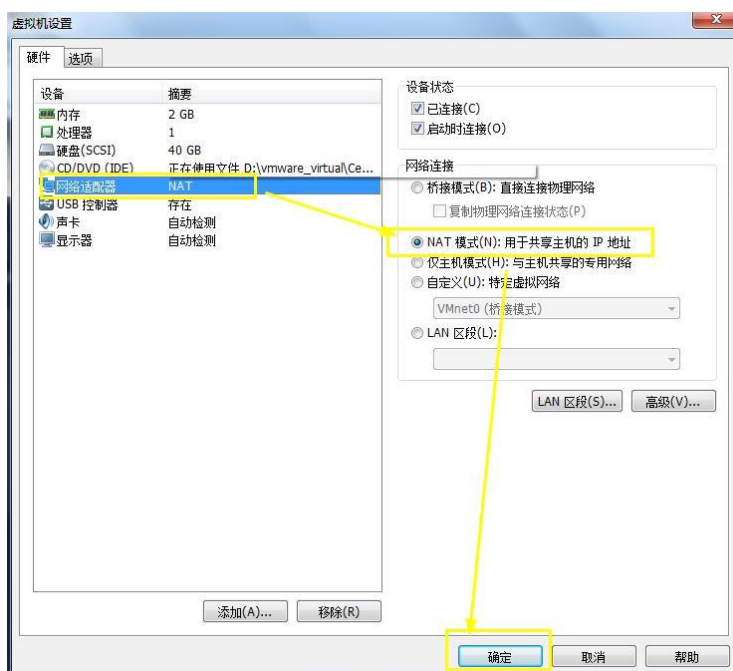 虚拟机设置
硬件 选项
设备 摘要
内存 2 GB
处理器 1
硬盘(SCSI) 40 GB
CD/DVD (IDE) 正在使用文件 D:\vmware_virtual\Ce...
网络适配器 NAT
USB 控制器 存在
声卡 自动检测
显示器 自动检测
添加(A)... 移除(R)
设备状态
已连接(C)
启动时连接(O)
网络连接
桥接模式(B): 直接连接物理网络
复制物理网络连接状态(P)
NAT 模式(N): 用于共享主机的 IP 地址
仅主机模式(H): 与主机共享的专用网络
自定义(U): 特定虚拟网络
VMnet0 (桥接模式)
LAN 区段(L):
LAN 区段(S)... 高级(V)...
确定 取消 帮助